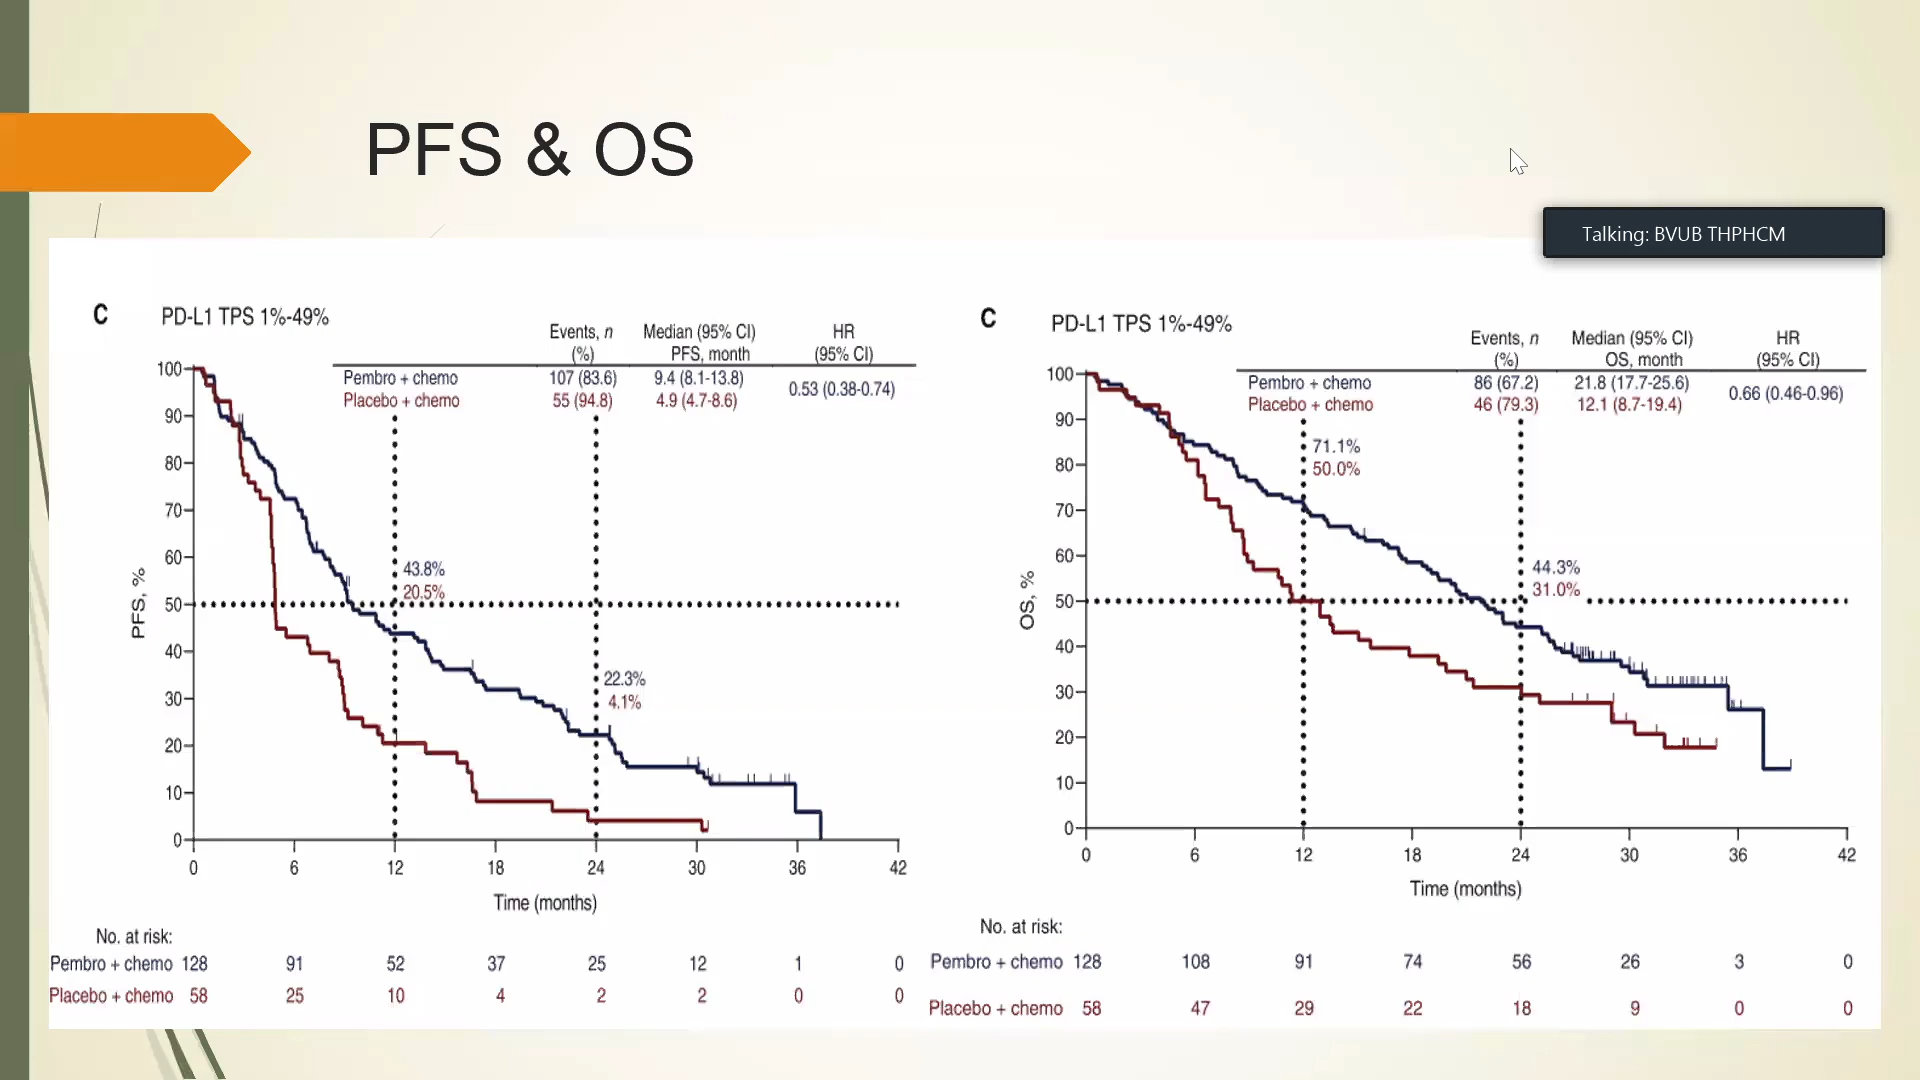 PFS & OS
Talking: BVUB THPHCM
C
PD-L1 TPS 1%-49%
Events, n
(%)
Median (95% CI)
PFS, month
HR
(95% CI)
Pembro + chemo 107 (83.6) 9.4 (8.1-13.8) 0.53 (0.38-0.74)
Placebo + chemo 55 (94.8) 4.9 (4.7-8.6)
100
90
80
70
60
50
40
30
20
10
0
PFS, %
43.8%
20.5%
22.3%
4.1%
0 6 12 18 24 30 36 42
Time (months)
No. at risk:
Pembro + chemo 128 91 52 37 25 12 1 0
Placebo + chemo 58 25 10 4 2 2 0 0
C
PD-L1 TPS 1%-49%
Events, n
(%)
Median (95% CI)
OS, month
HR
(95% CI)
Pembro + chemo 86 (67.2) 21.8 (17.7-25.6) 0.66 (0.46-0.96)
Placebo + chemo 46 (79.3) 12.1 (8.7-19.4)
100
90
80
70
60
50
40
30
20
10
0
OS, %
71.1%
50.0%
44.3%
31.0%
0 6 12 18 24 30 36 42
Time (months)
No. at risk:
Pembro + chemo 128 108 91 74 56 26 3 0
Placebo + chemo 58 47 29 22 18 9 0 0